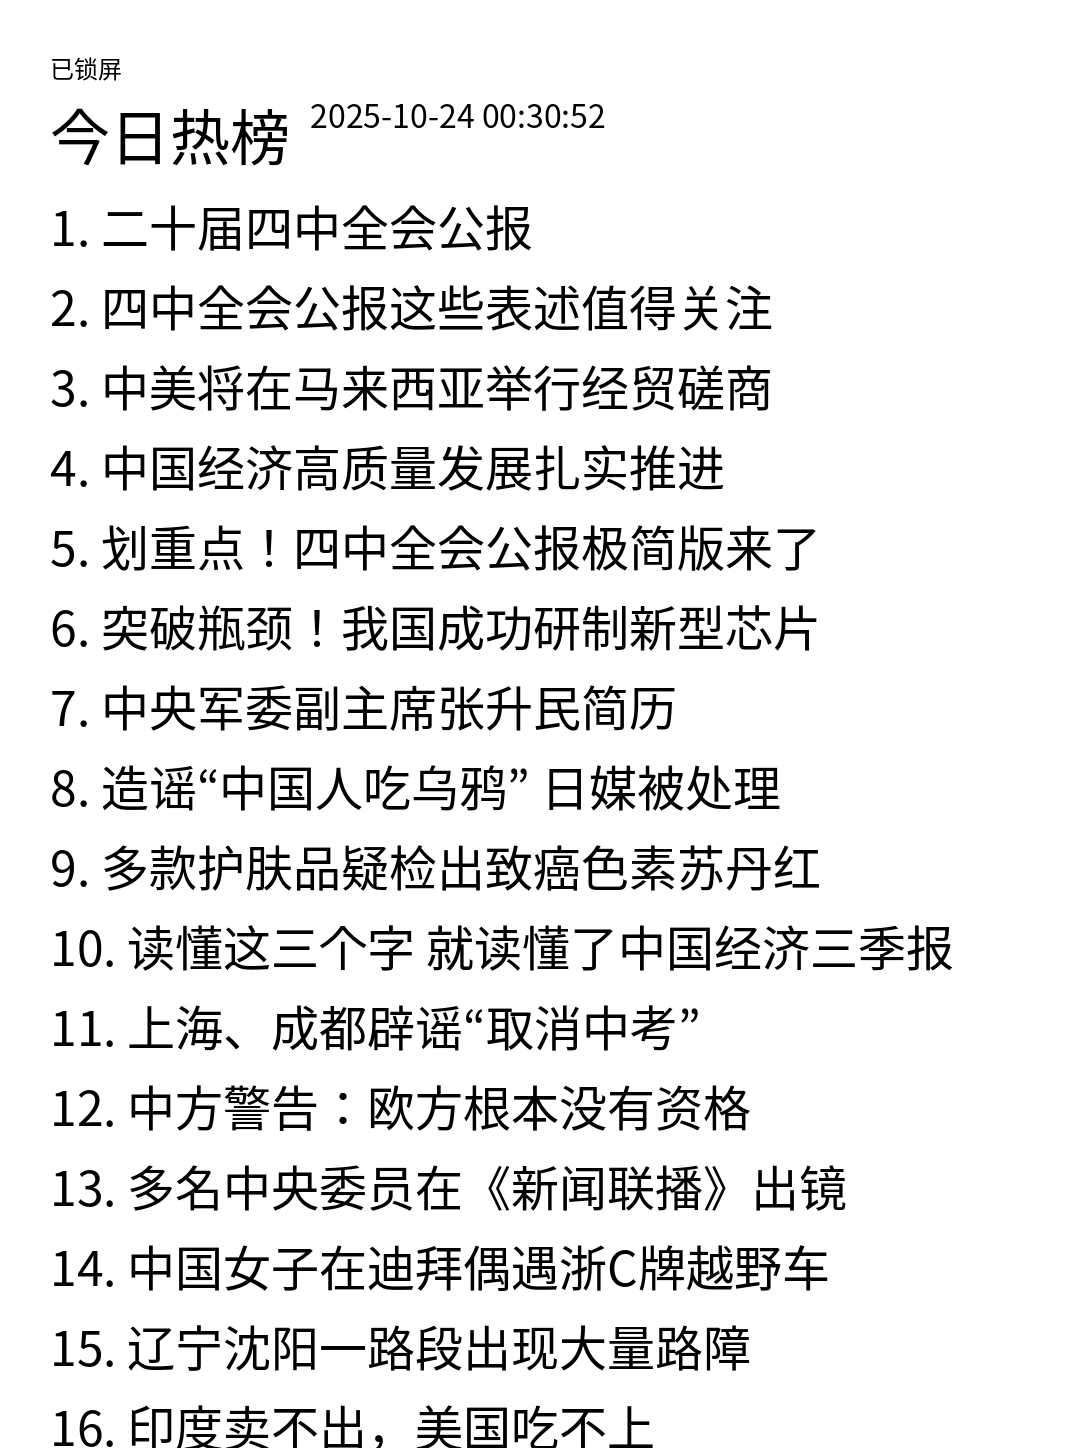 已锁屏
今日热榜 2025-10-24 00:30:52
1. 二十届四中全会公报
2. 四中全会公报这些表述值得关注
3. 中美将在马来西亚举行经贸磋商
4. 中国经济高质量发展扎实推进
5. 划重点！四中全会公报极简版来了
6. 突破瓶颈！我国成功研制新型芯片
7. 中央军委副主席张升民简历
8. 造谣“中国人吃乌鸦” 日媒被处理
9. 多款护肤品疑检出致癌色素苏丹红
10. 读懂这三个字 就读懂了中国经济三季报
11. 上海、成都辟谣“取消中考”
12. 中方警告：欧方根本没有资格
13. 多名中央委员在《新闻联播》出镜
14. 中国女子在迪拜偶遇浙C牌越野车
15. 辽宁沈阳一路段出现大量路障
16. 印度卖不出，美国吃不上